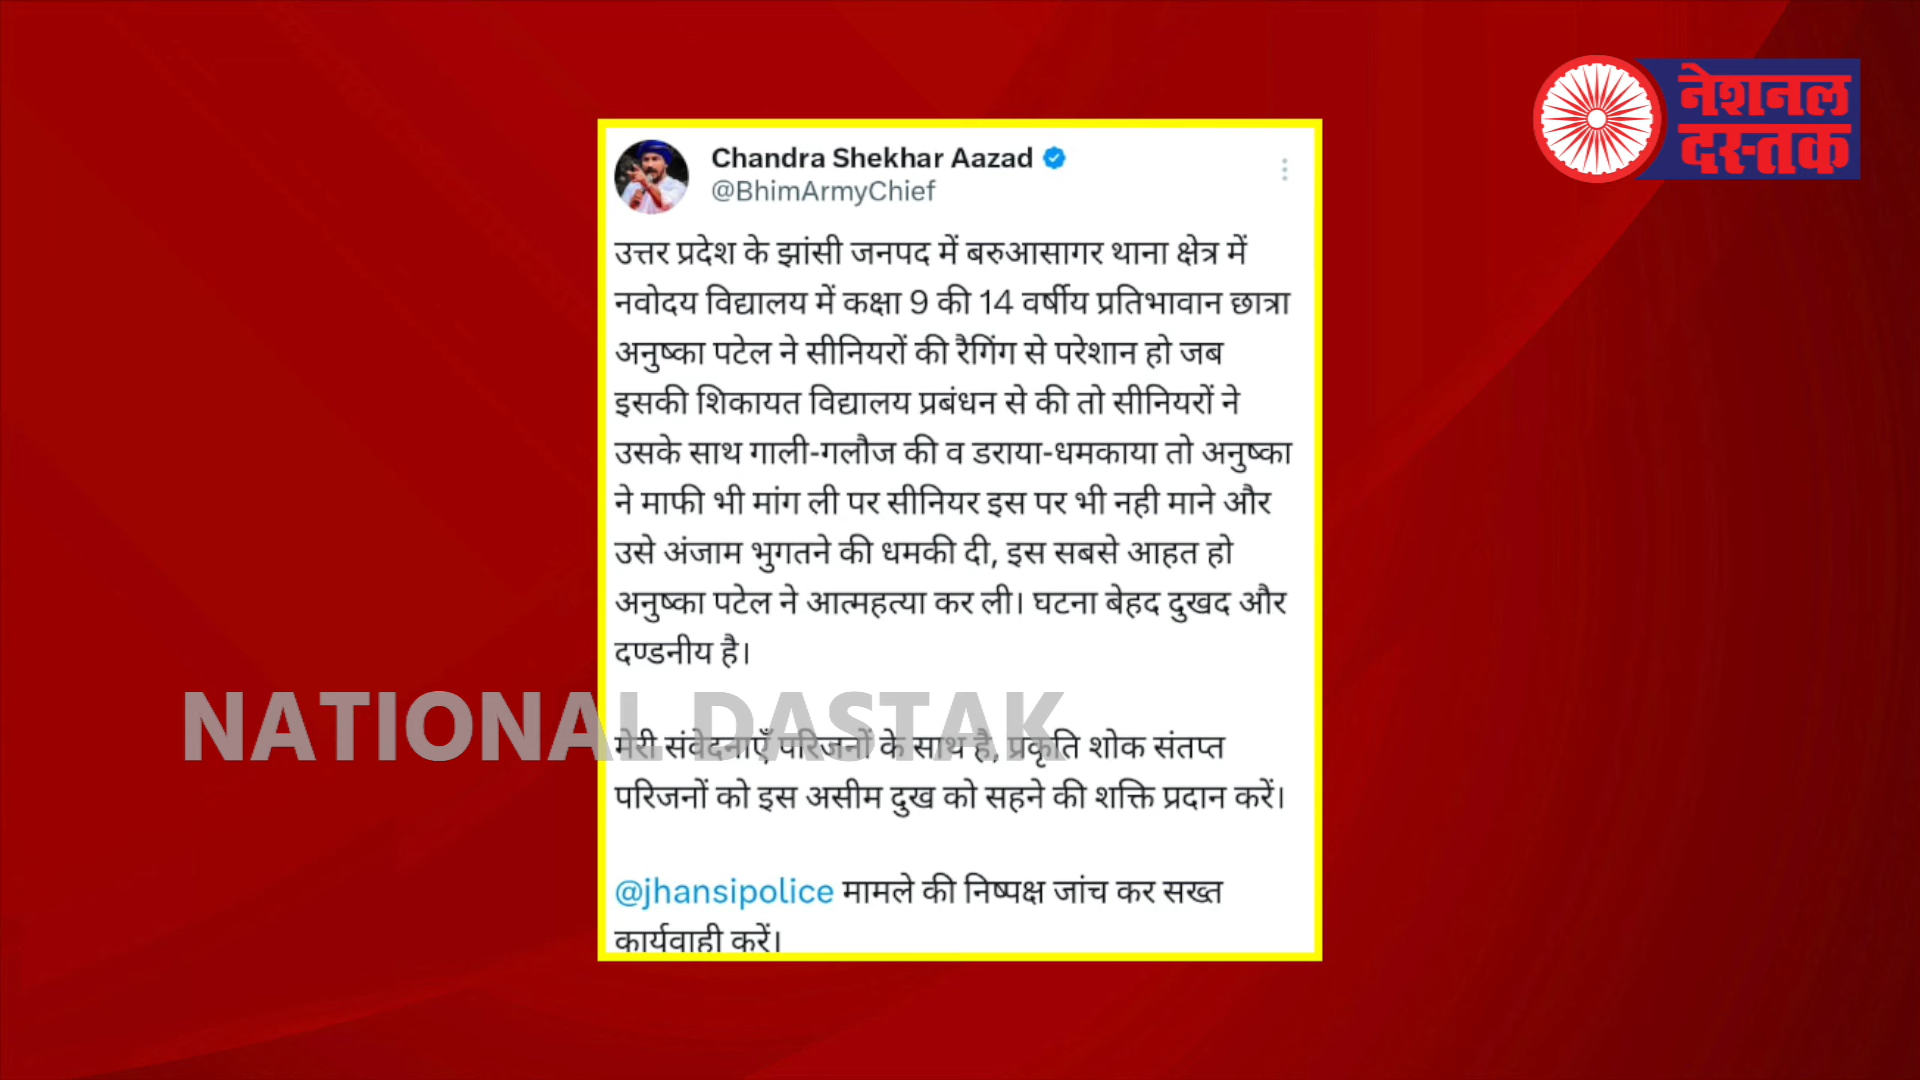 नेशनल
दस्तक
Chandra Shekhar Aazad
@BhimArmyChief
उत्तर प्रदेश के झांसी जनपद में बरुआसागर थाना क्षेत्र में
नवोदय विद्यालय में कक्षा 9 की 14 वर्षीय प्रतिभावान छात्रा
अनुष्का पटेल ने सीनियरों की रैगिंग से परेशान हो जब
इसकी शिकायत विद्यालय प्रबंधन से की तो सीनियरों ने
उसके साथ गाली-गलौज की व डराया-धमकाया तो अनुष्का
ने माफी भी मांग ली पर सीनियर इस पर भी नही माने और
उसे अंजाम भुगतने की धमकी दी, इस सबसे आहत हो
अनुष्का पटेल ने आत्महत्या कर ली। घटना बेहद दुखद और
दण्डनीय है।
NATIONAL DASTAK
मेरी संवेदनाएँ परिजनों के साथ है, प्रकृति शोक संतप्त
परिजनों को इस असीम दुख को सहने की शक्ति प्रदान करें।
@jhansipolice मामले की निष्पक्ष जांच कर सख्त
कार्यवाही करें।